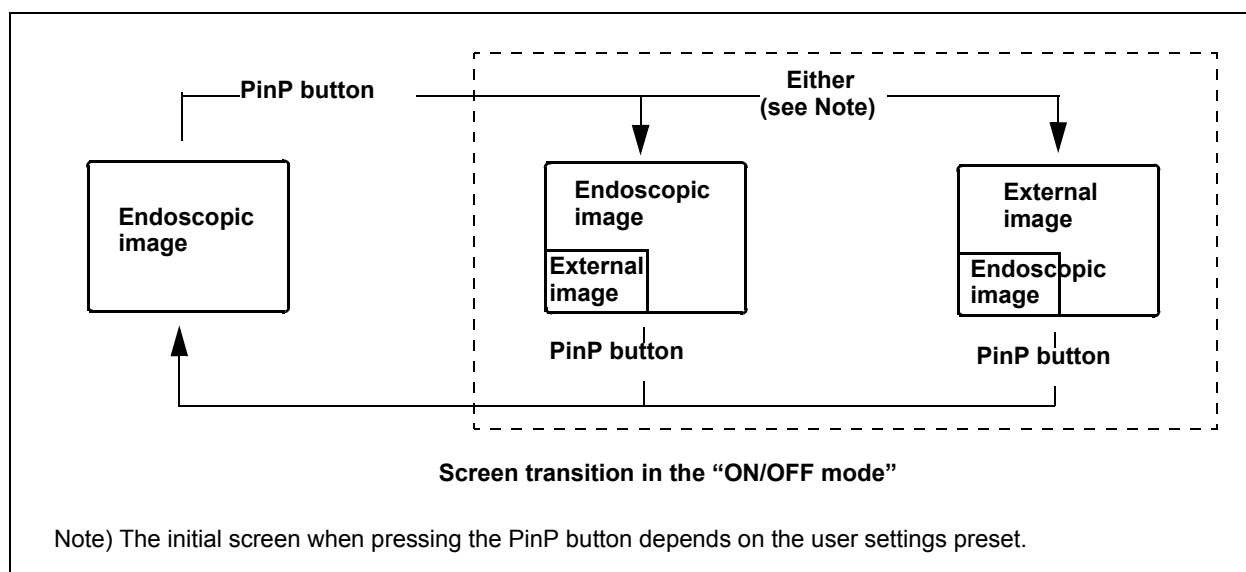 PinP button
Either
(see Note)
Endoscopic
image
Endoscopic
image
External
image
External
image
Endoscopic
image
PinP button
PinP button
Screen transition in the “ON/OFF mode”
Note) The initial screen when pressing the PinP button depends on the user settings preset.